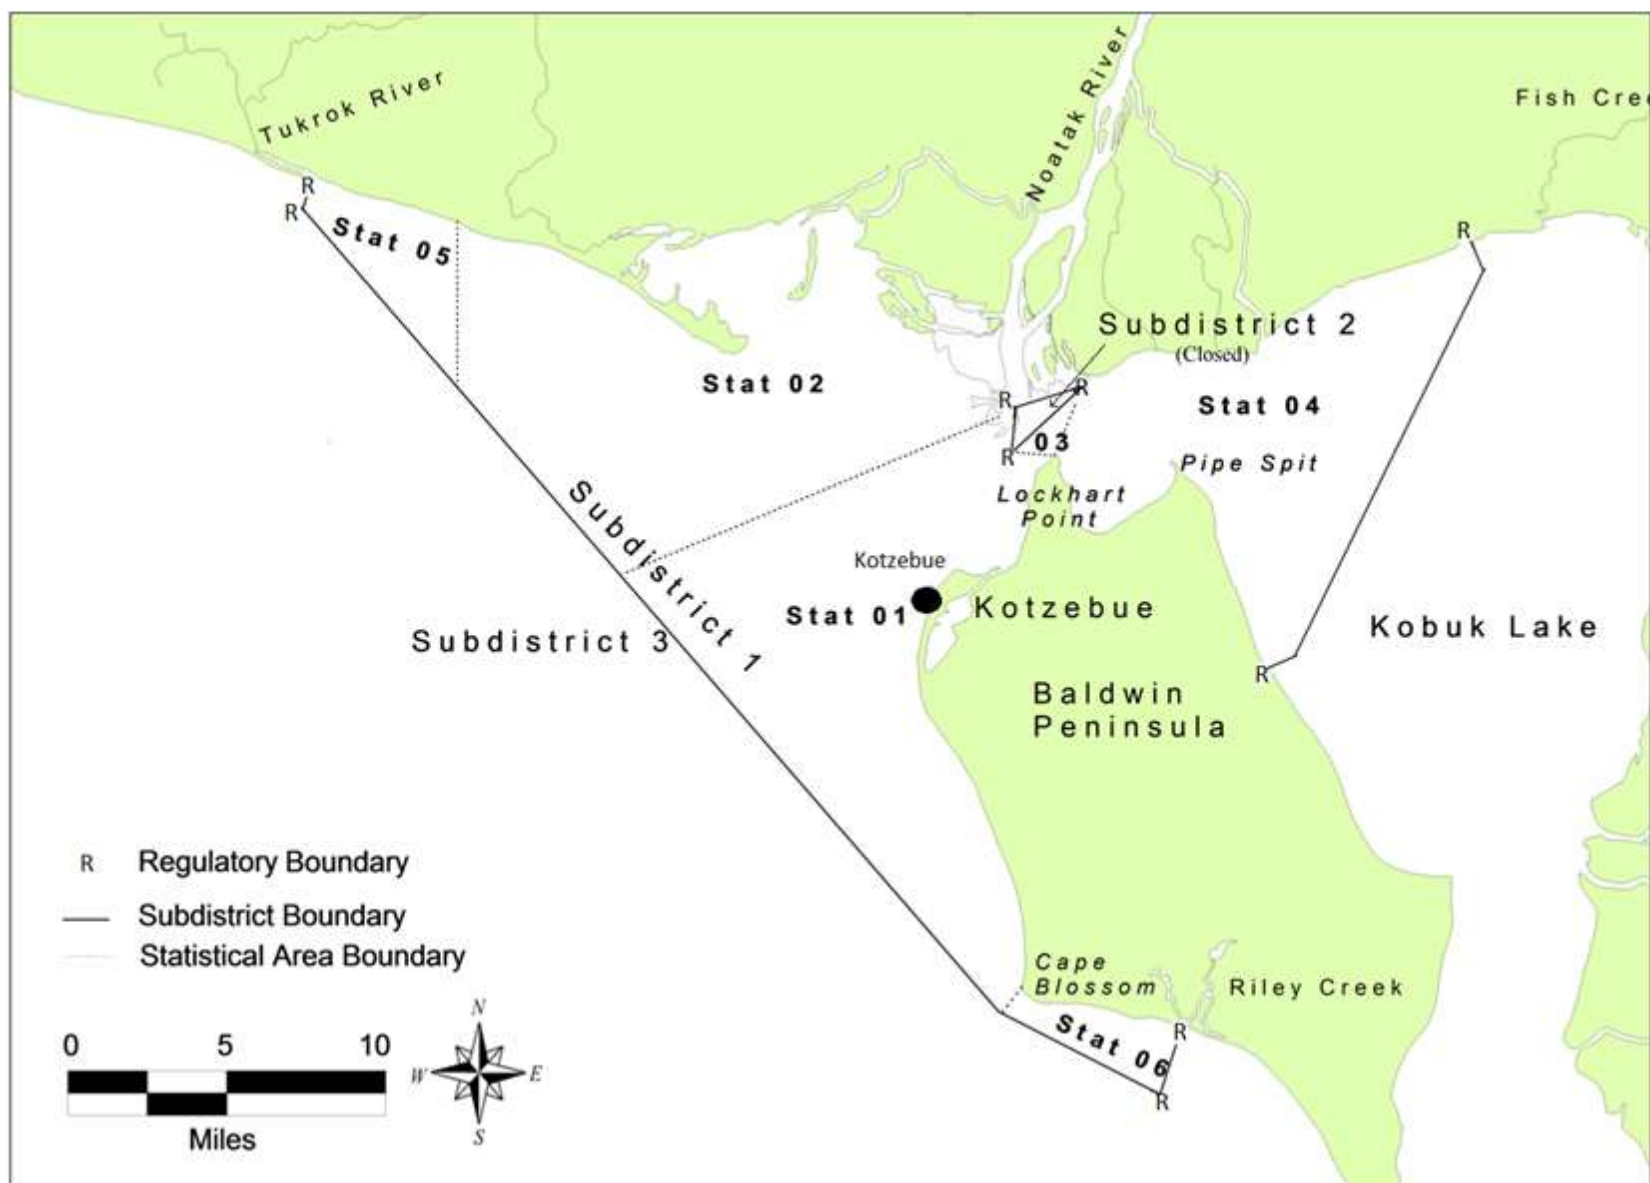 Tukrok River
Noatak River
Fish Cree
R
R
Stat 05
R
Subdistrict 2
(Closed)
Stat 02
R
R
Stat 04
03
R
Pipe Spit
Lockhart
Point
Subdistrict 1
Kotzebue
Stat 01
Kotzebue
Subdistrict 3
Kobuk Lake
R
Baldwin
Peninsula
R Regulatory Boundary
Subdistrict Boundary
Statistical Area Boundary
Cape
Blossom
Riley Creek
Stat 06
R
R
0 5 10
Miles
N
W E
S